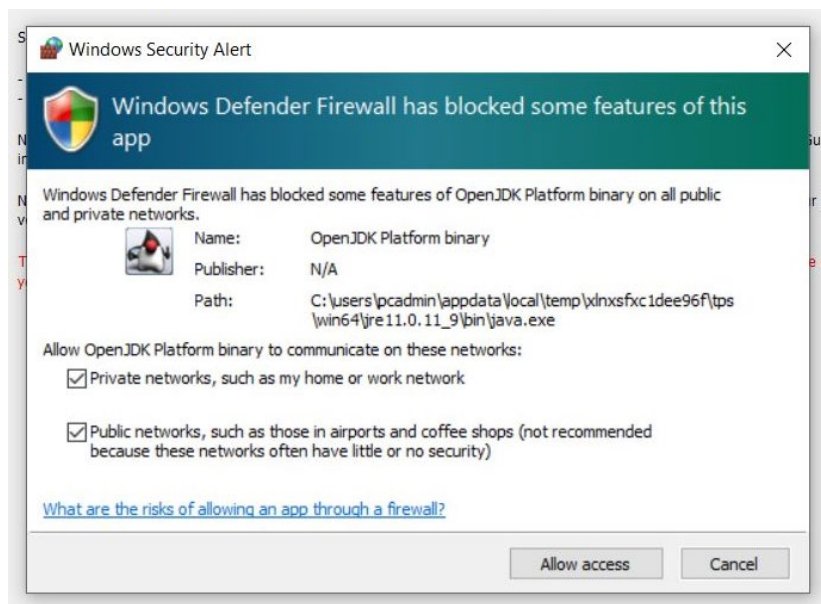 S
Windows Security Alert
Windows Defender Firewall has blocked some features of this
app
Windows Defender Firewall has blocked some features of OpenJDK Platform binary on all public
and private networks.
Name: OpenJDK Platform binary
Publisher: N/A
Path: C:\users\pcadmin\appdata\local\temp\xlnxsfxc1dee96f\tps
\win64\jre11.0.11_9\bin\java.exe
Allow OpenJDK Platform binary to communicate on these networks:
Private networks, such as my home or work network
Public networks, such as those in airports and coffee shops (not recommended
because these networks often have little or no security)
What are the risks of allowing an app through a firewall?
Allow access Cancel